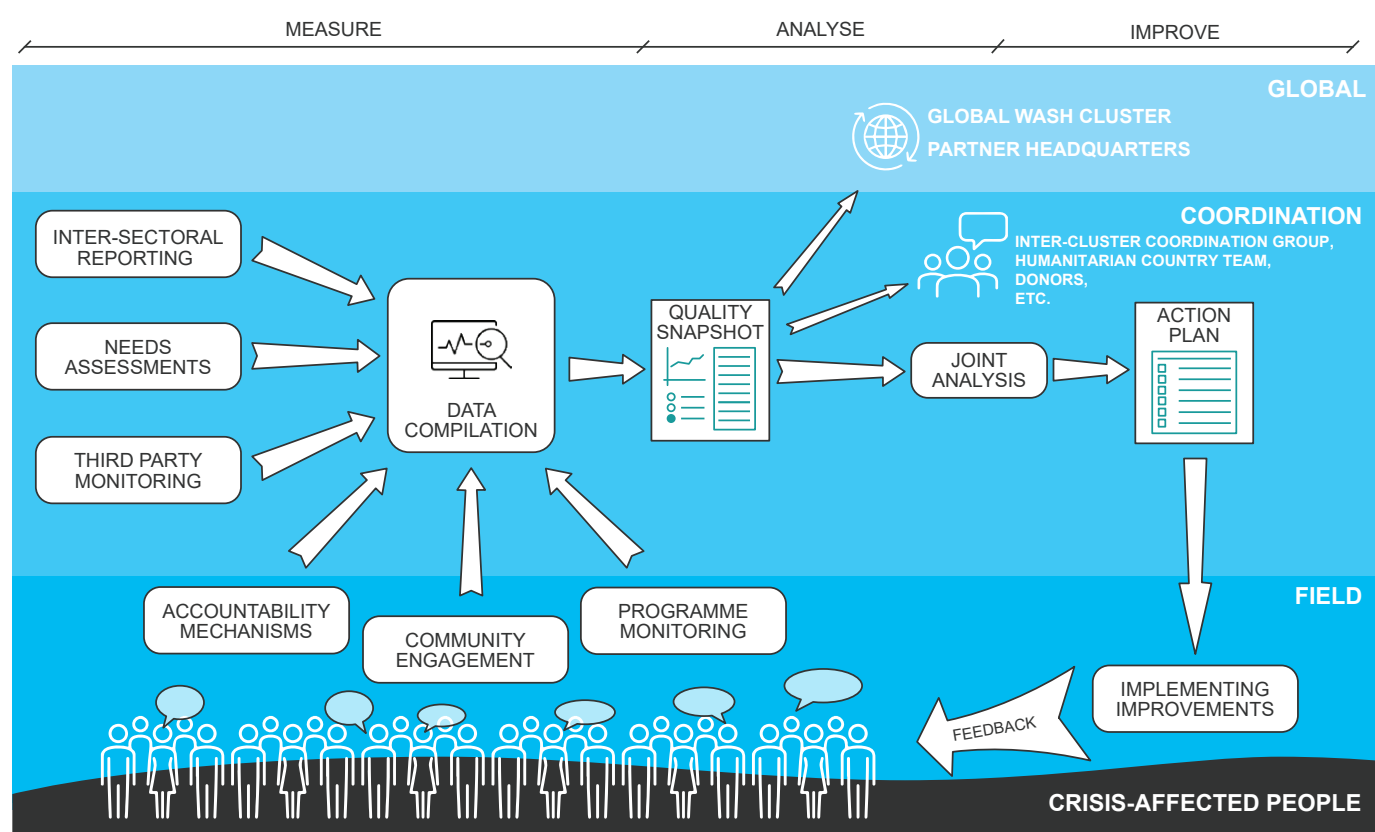 MEASURE
ANALYSE
IMPROVE
GLOBAL
GLOBAL WASH CLUSTER
PARTNER HEADQUARTERS
COORDINATION
INTER-CLUSTER COORDINATION GROUP,
HUMANITARIAN COUNTRY TEAM,
DONORS,
ETC.
INTER-SECTORAL
REPORTING
NEEDS
ASSESSMENTS
THIRD PARTY
MONITORING
DATA
COMPILATION
QUALITY
SNAPSHOT
JOINT
ANALYSIS
ACTION
PLAN
FIELD
ACCOUNTABILITY
MECHANISMS
COMMUNITY
ENGAGEMENT
PROGRAMME
MONITORING
IMPLEMENTING
IMPROVEMENTS
FEEDBACK
CRISIS-AFFECTED PEOPLE